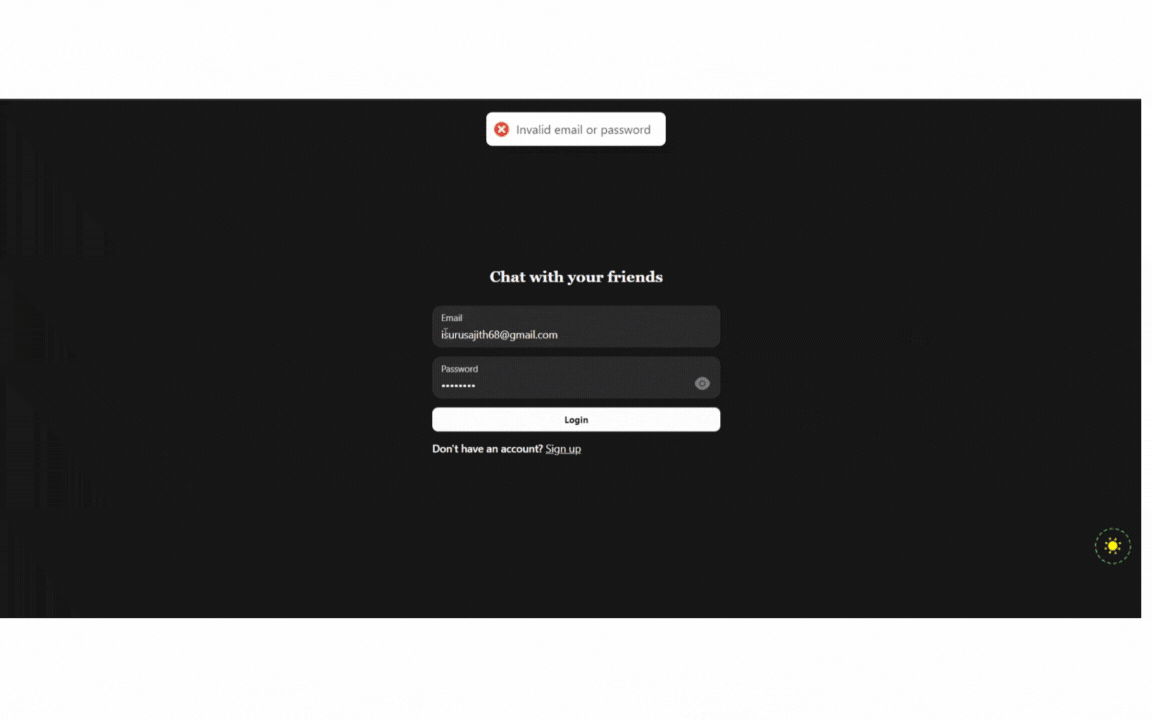 Invalid email or password
Chat with your friends
Email
isurusajith68@gmail.com
Password
••••••••
Login
Don't have an account? Sign up